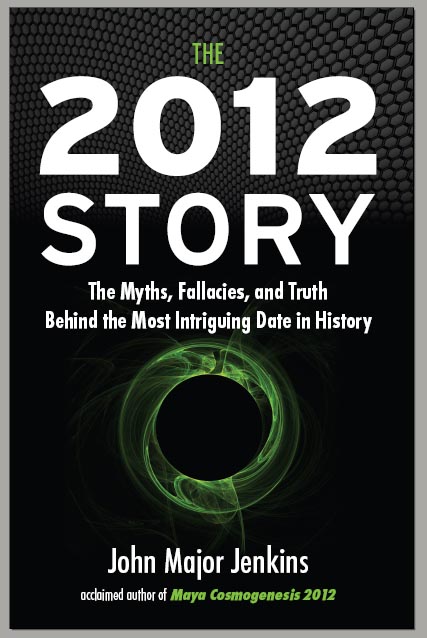 THE
2012
STORY
The Myths, Fallacies, and Truth
Behind the Most Intriguing Date in History
John Major Jenkins
acclaimed author of Maya Cosmogenesis 2012